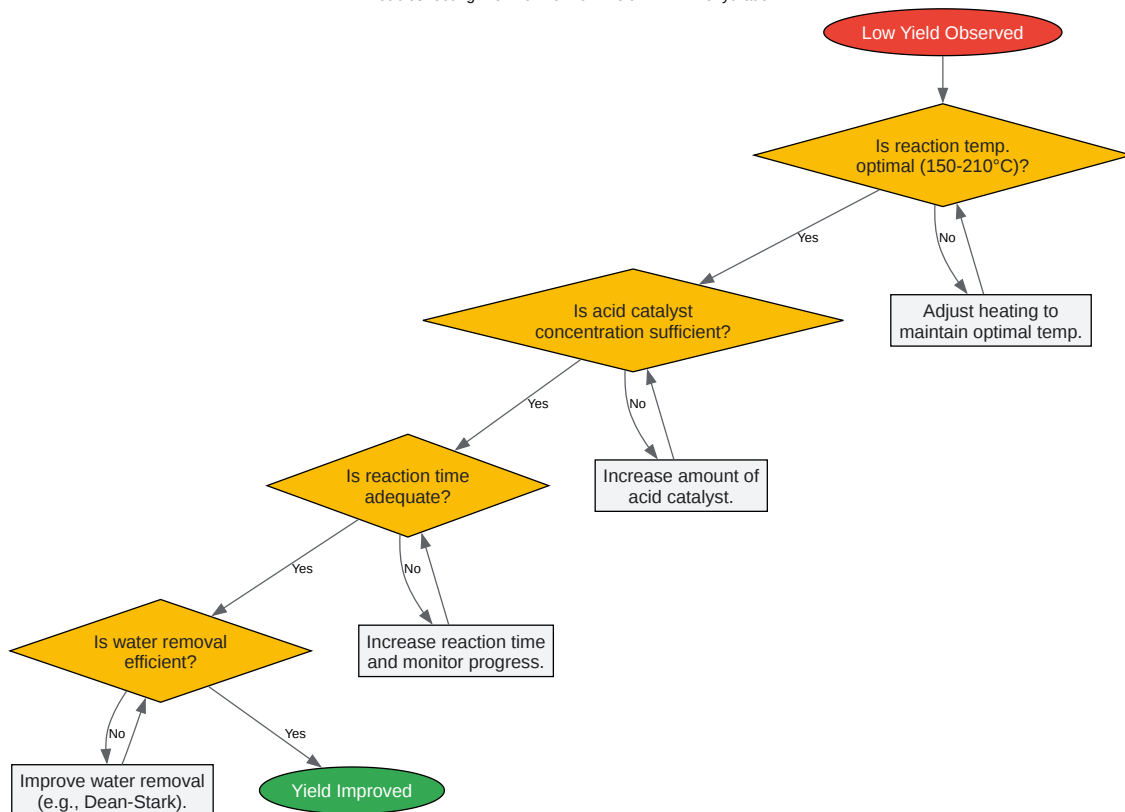 Low Yield Observed
Is reaction temp.
optimal (150-210°C)?
Yes
No
Adjust heating to
maintain optimal temp.
Is acid catalyst
concentration sufficient?
Yes
No
Increase amount of
acid catalyst.
Is reaction time
adequate?
Yes
No
Increase reaction time
and monitor progress.
Is water removal
efficient?
No
Yes
Improve water removal
(e.g., Dean-Stark).
Yield Improved